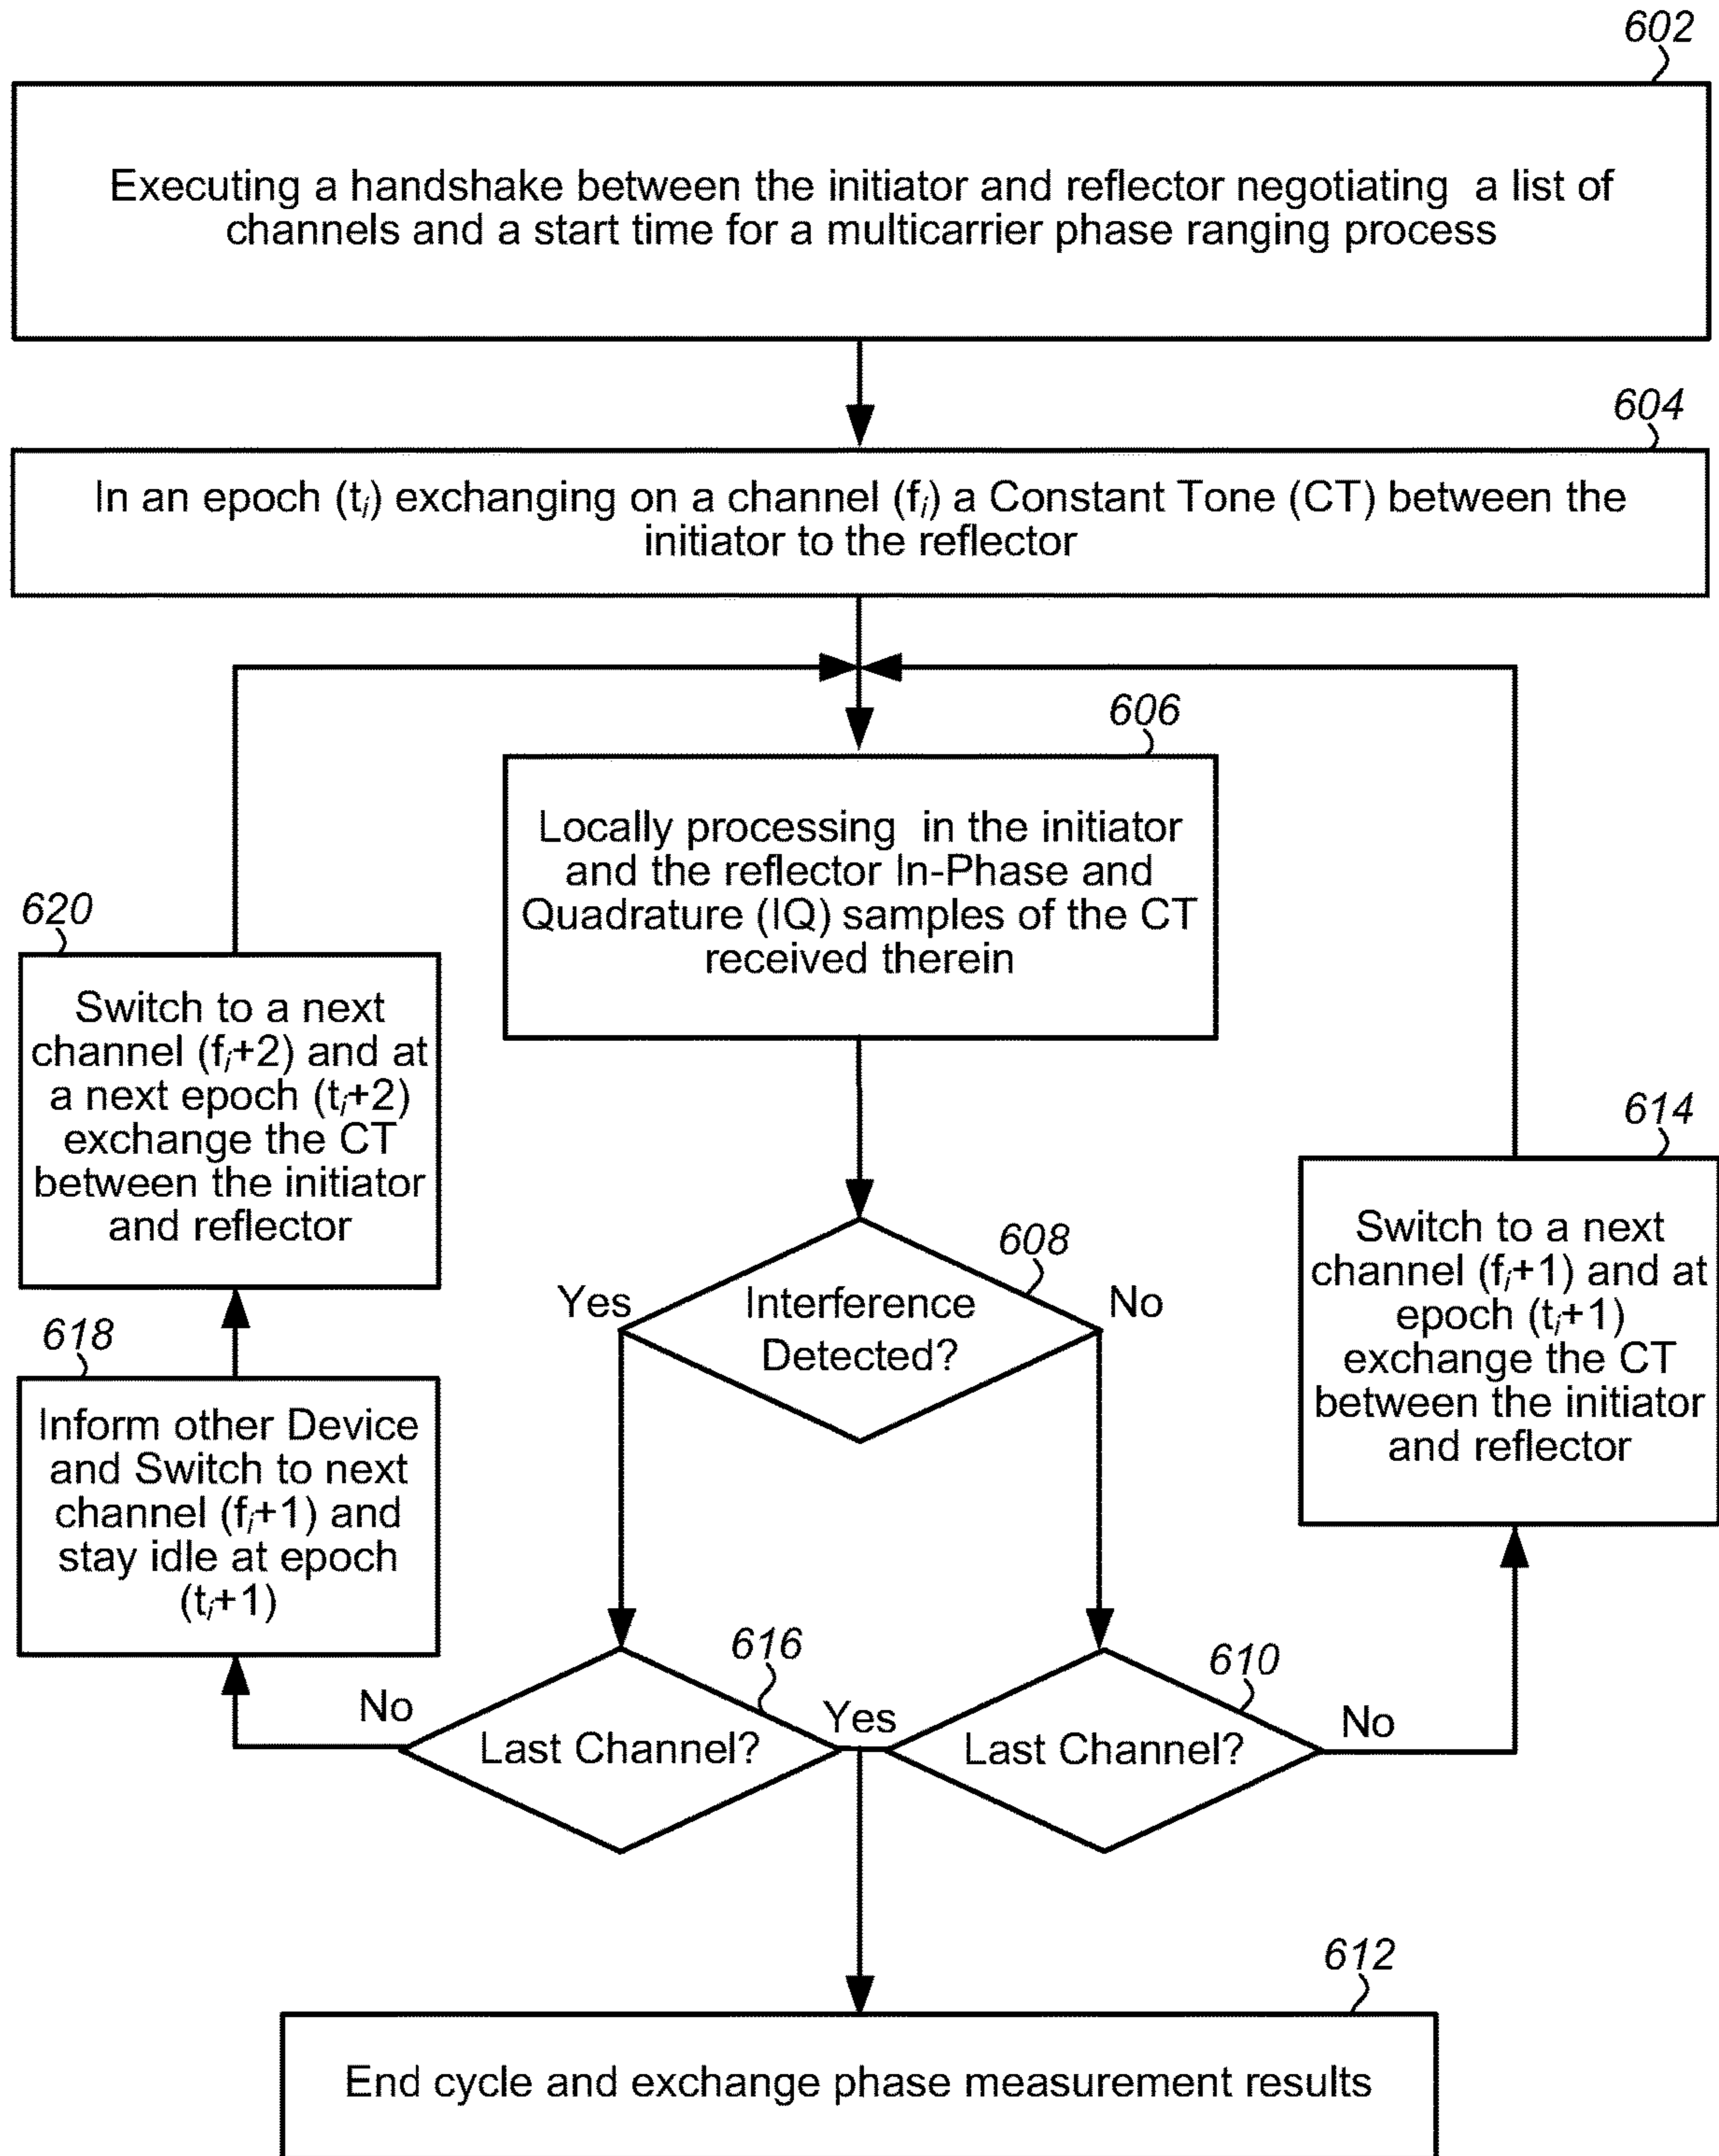 602
Executing a handshake between the initiator and reflector negotiating a list of
channels and a start time for a multicarrier phase ranging process
604
In an epoch (tᵢ) exchanging on a channel (fᵢ) a Constant Tone (CT) between the
initiator to the reflector
606
Locally processing in the initiator
and the reflector In-Phase and
Quadrature (IQ) samples of the CT
received therein
620
Switch to a next
channel (fᵢ+2) and at
a next epoch (tᵢ+2)
exchange the CT
between the initiator
and reflector
614
Switch to a next
channel (fᵢ+1) and at
epoch (tᵢ+1)
exchange the CT
between the initiator
and reflector
608
Yes
Interference
Detected?
No
618
Inform other Device
and Switch to next
channel (fᵢ+1) and
stay idle at epoch
(tᵢ+1)
616
610
No
Last Channel?
Yes
Last Channel?
No
612
End cycle and exchange phase measurement results